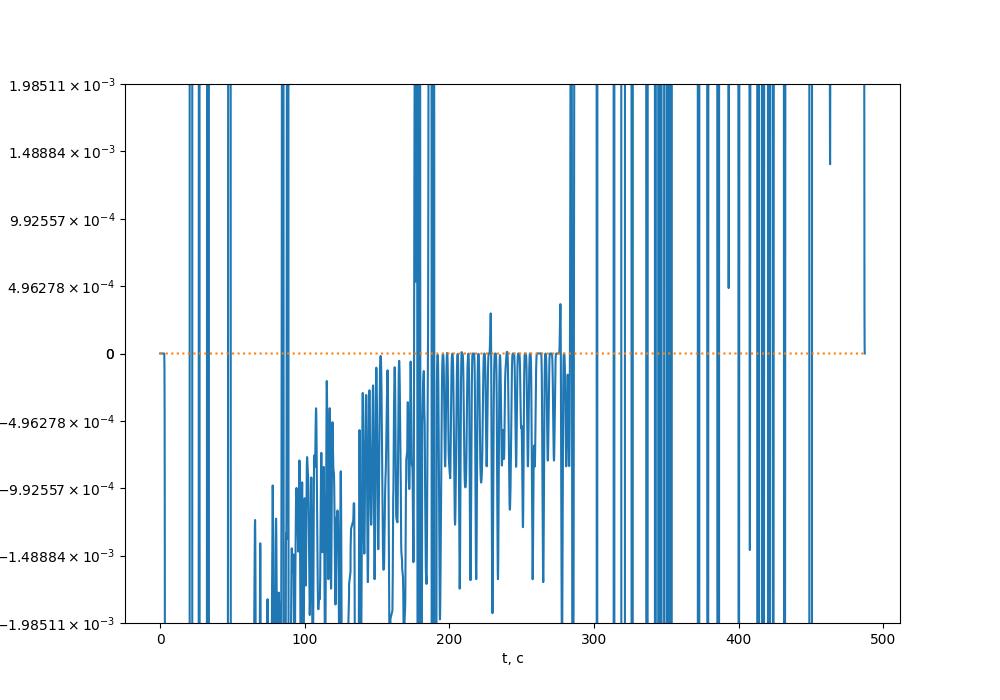 1.98511 × 10⁻³
1.48884 × 10⁻³
9.92557 × 10⁻⁴
4.96278 × 10⁻⁴
0
−4.96278 × 10⁻⁴
−9.92557 × 10⁻⁴
−1.48884 × 10⁻³
−1.98511 × 10⁻³
0 100 200 300 400 500
t, c